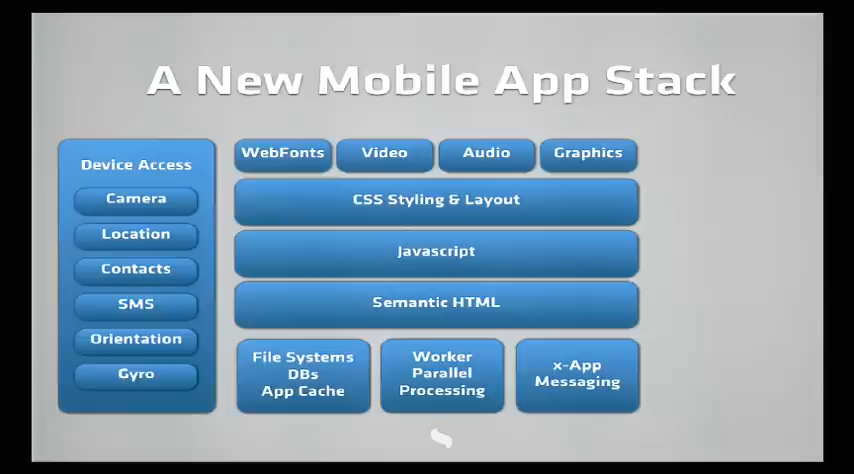 A New Mobile App Stack
Device Access
Camera
Location
Contacts
SMS
Orientation
Gyro
WebFonts
Video
Audio
Graphics
CSS Styling & Layout
Javascript
Semantic HTML
File Systems
DBs
App Cache
Worker
Parallel
Processing
x-App
Messaging